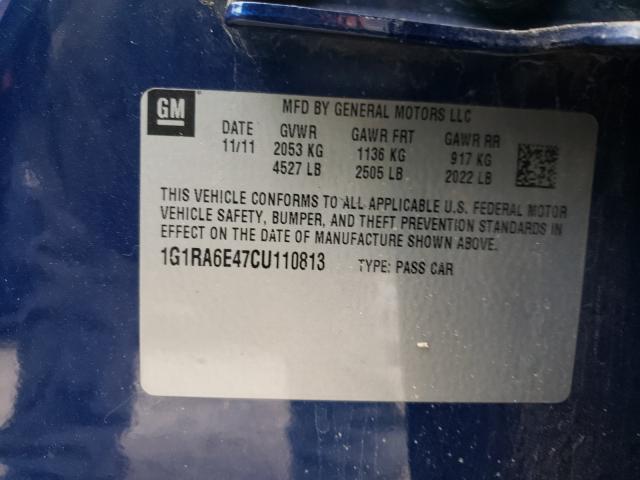 GM
MFD BY GENERAL MOTORS LLC
DATE GVWR GAWR FRT GAWR RR
11/11 2053 KG 1136 KG 917 KG
4527 LB 2505 LB 2022 LB
THIS VEHICLE CONFORMS TO ALL APPLICABLE U.S. FEDERAL MOTOR
VEHICLE SAFETY, BUMPER, AND THEFT PREVENTION STANDARDS IN
EFFECT ON THE DATE OF MANUFACTURE SHOWN ABOVE.
1G1RA6E47CU110813 TYPE: PASS CAR